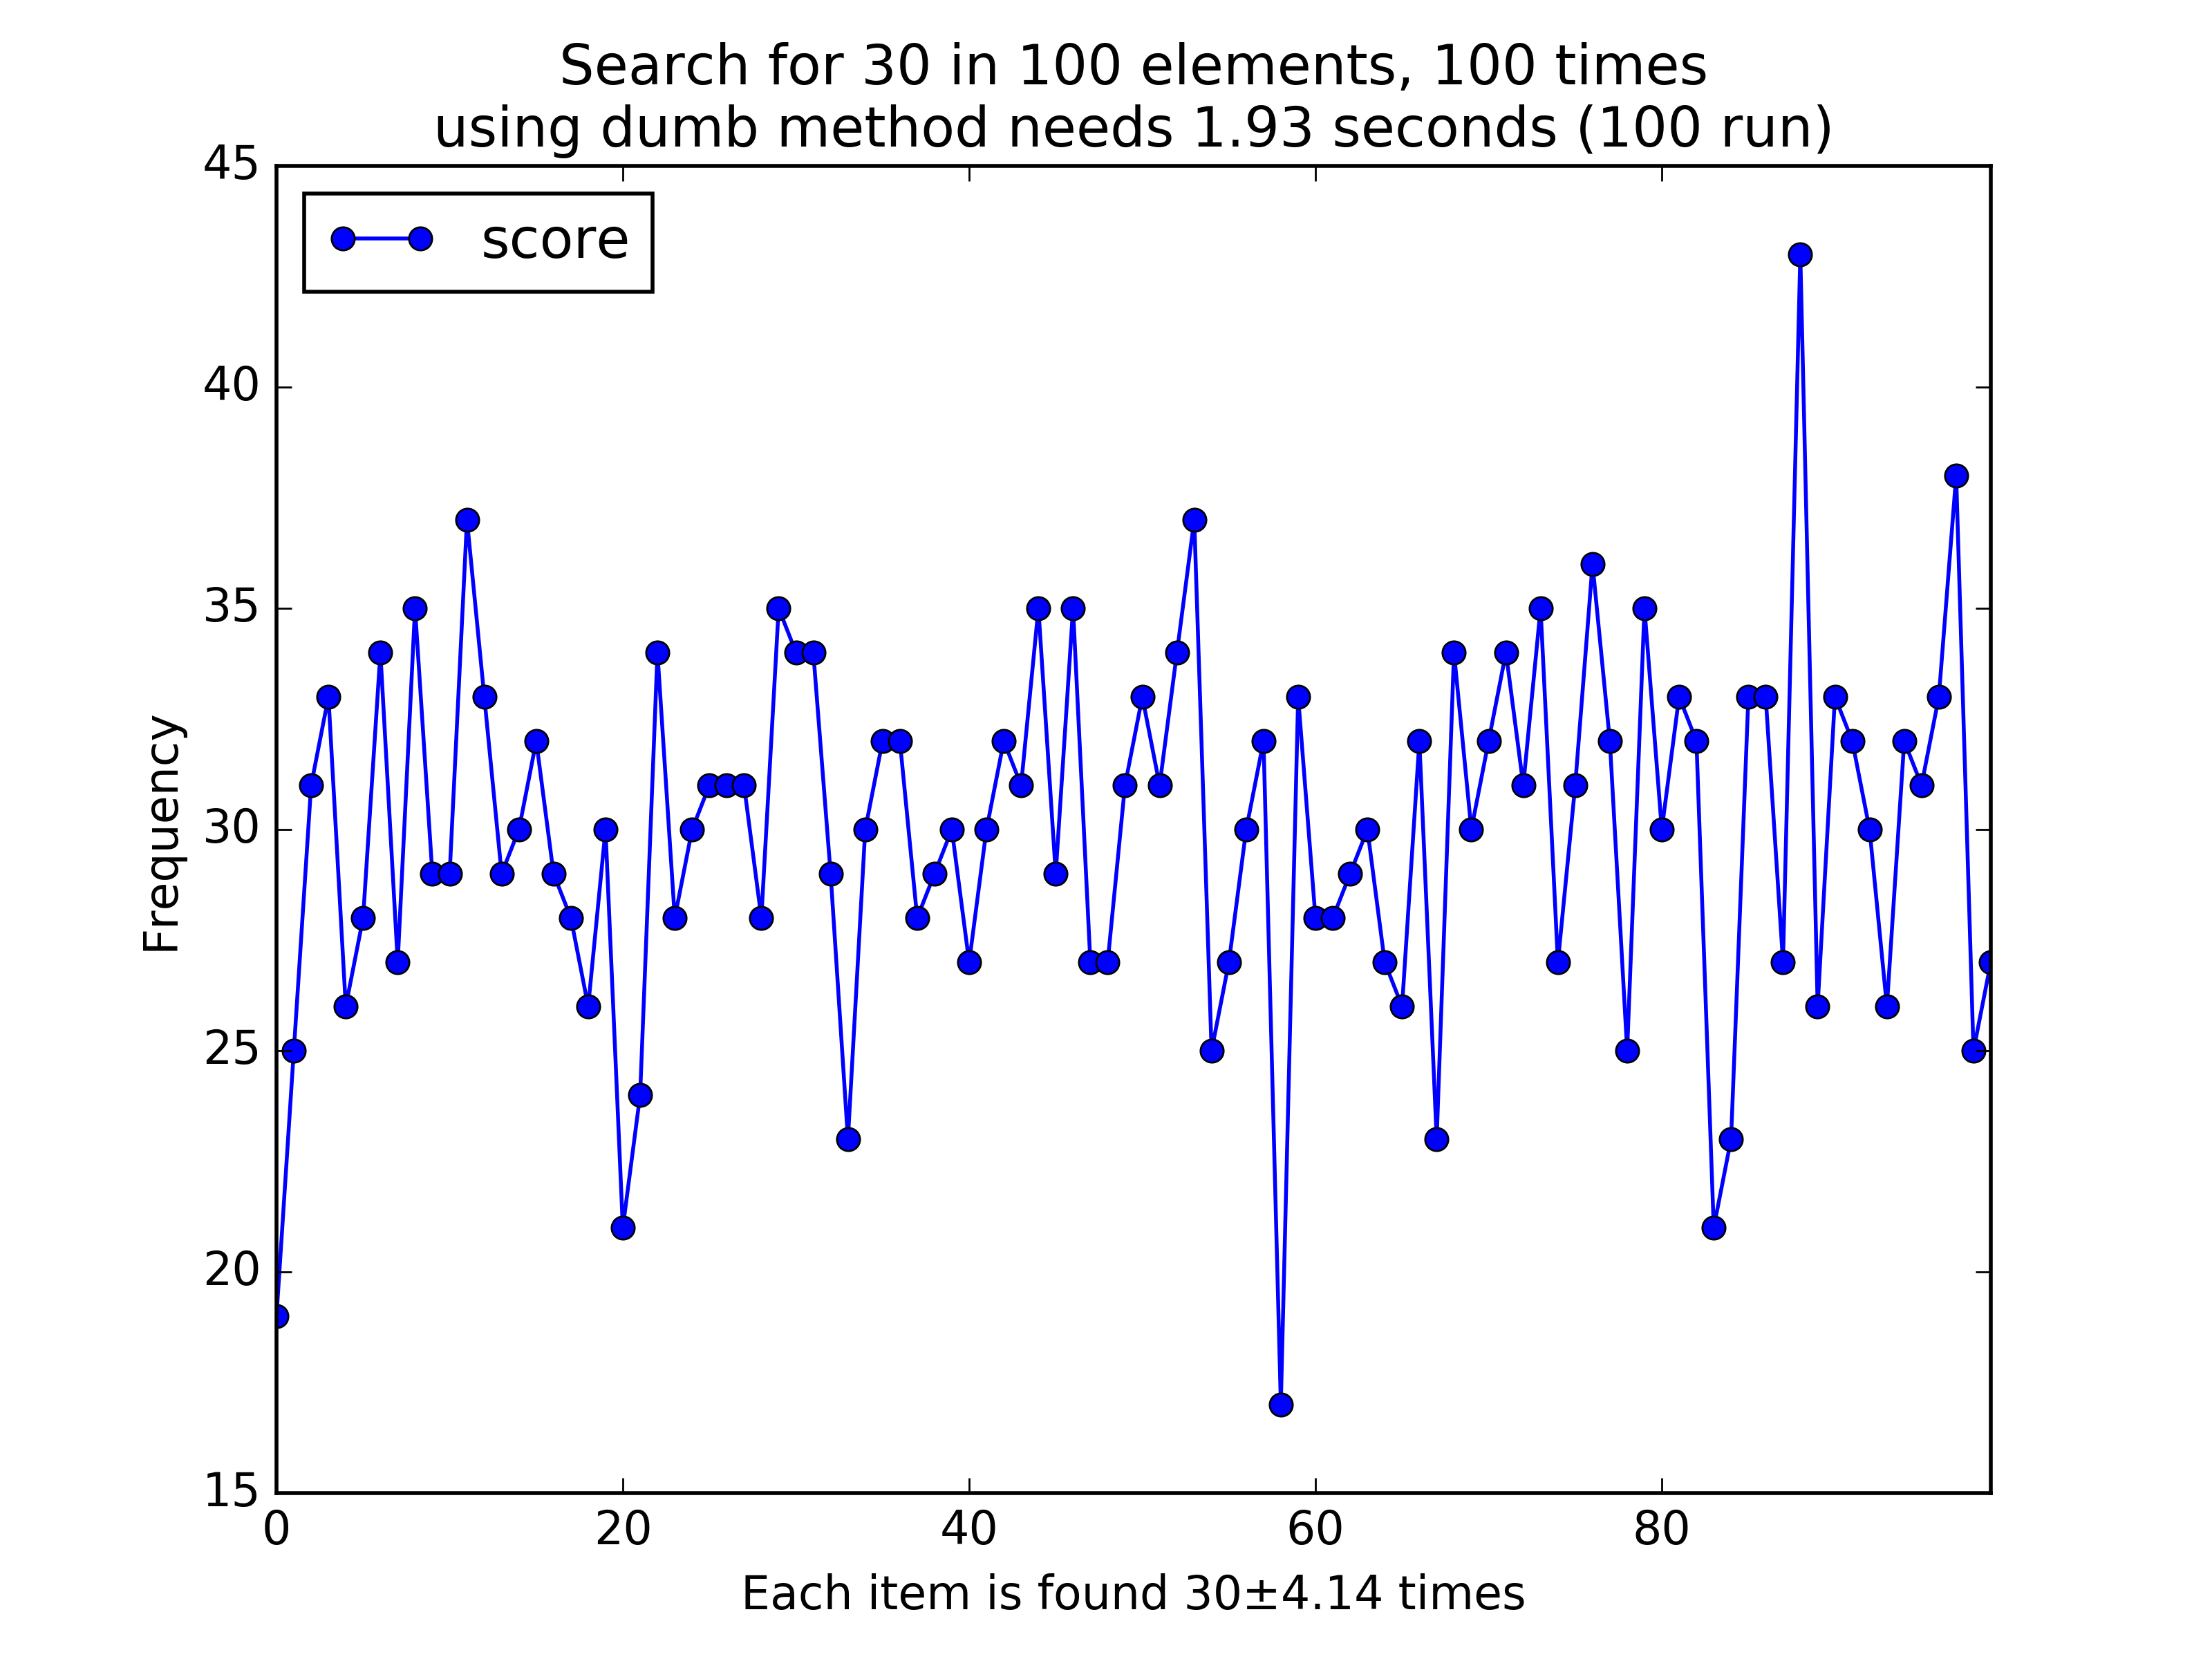 Search for 30 in 100 elements, 100 times
using dumb method needs 1.93 seconds (100 run)
score
Frequency
45
40
35
30
25
20
15
0 20 40 60 80
Each item is found 30±4.14 times